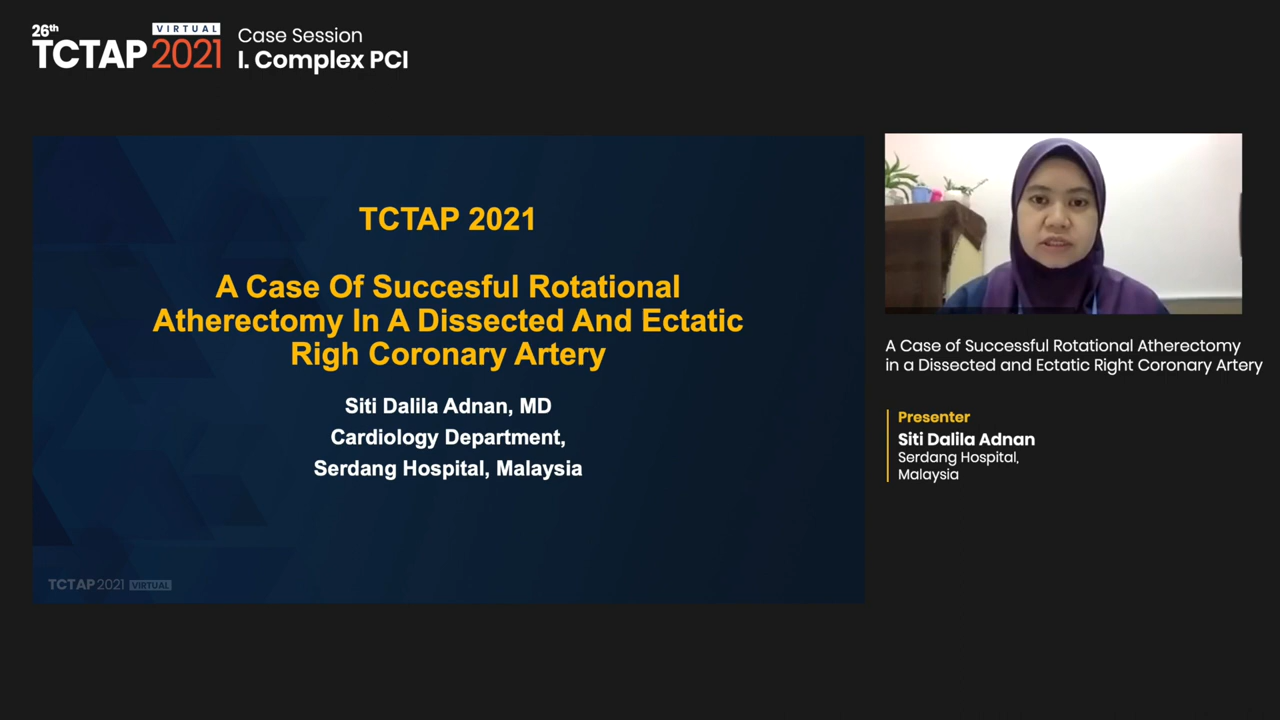 26th
TCTAP
VIRTUAL
2021
Case Session
I. Complex PCI
TCTAP 2021
A Case Of Succesful Rotational
Atherectomy In A Dissected And Ectatic
Righ Coronary Artery
Siti Dalila Adnan, MD
Cardiology Department,
Serdang Hospital, Malaysia
TCTAP 2021 VIRTUAL
A Case of Successful Rotational Atherectomy
in a Dissected and Ectatic Right Coronary Artery
Presenter
Siti Dalila Adnan
Serdang Hospital,
Malaysia